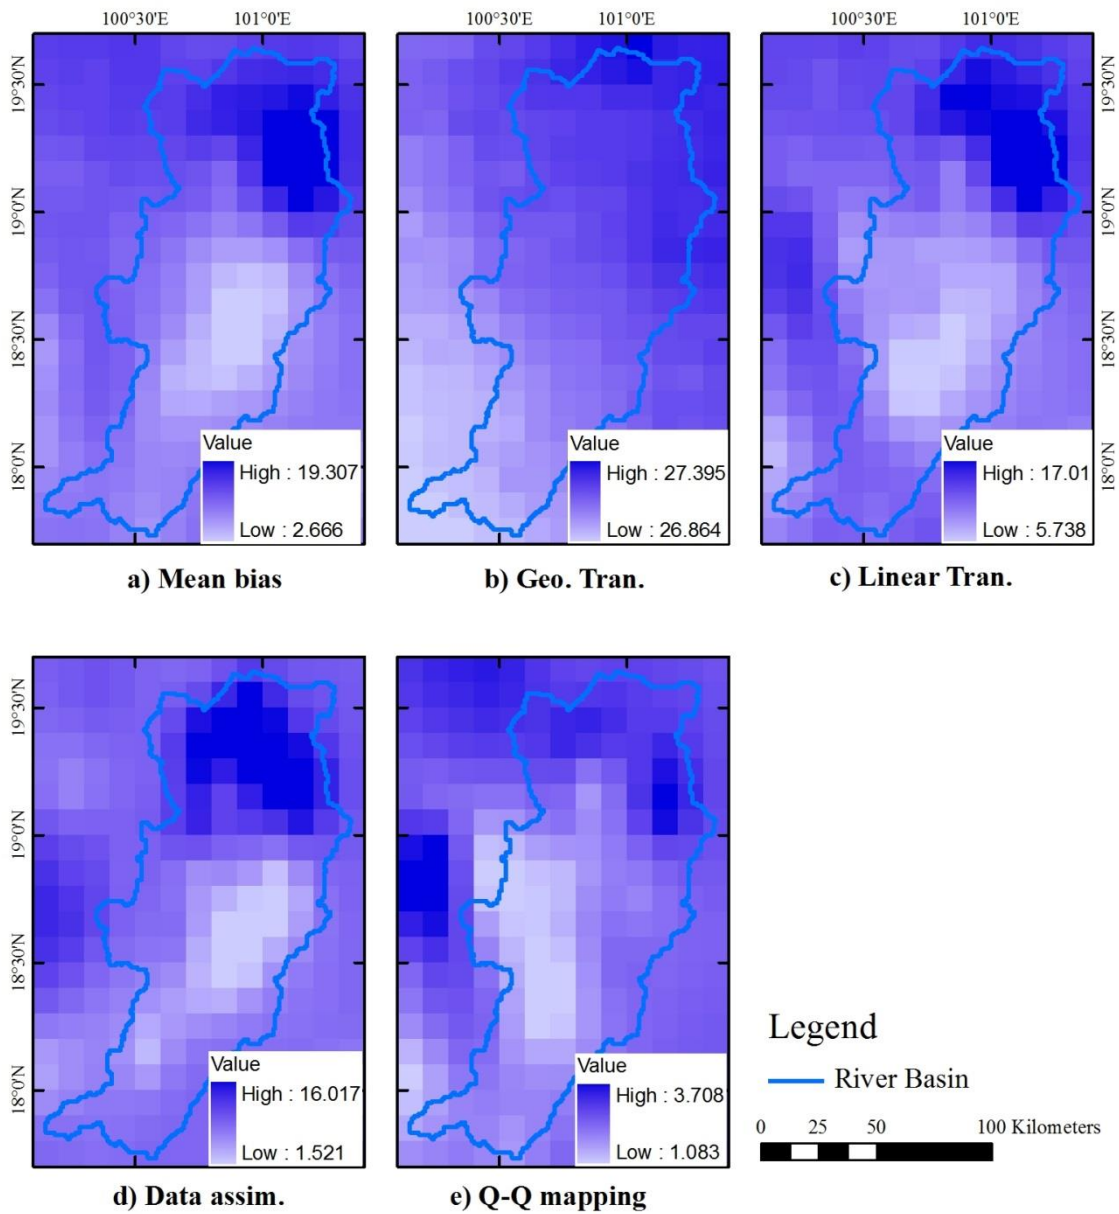 100°30'E 101°0'E 100°30'E 101°0'E 100°30'E 101°0'E
19°30'N 19°30'N
19°0'N 19°0'N
18°30'N 18°30'N
18°0'N 18°0'N
Value
High : 19.307
Low : 2.666
Value
High : 27.395
Low : 26.864
Value
High : 17.01
Low : 5.738
a) Mean bias b) Geo. Tran. c) Linear Tran.
19°30'N
19°0'N
18°30'N
18°0'N
Value
High : 16.017
Low : 1.521
Value
High : 3.708
Low : 1.083
d) Data assim. e) Q-Q mapping
Legend
River Basin
0 25 50 100 Kilometers